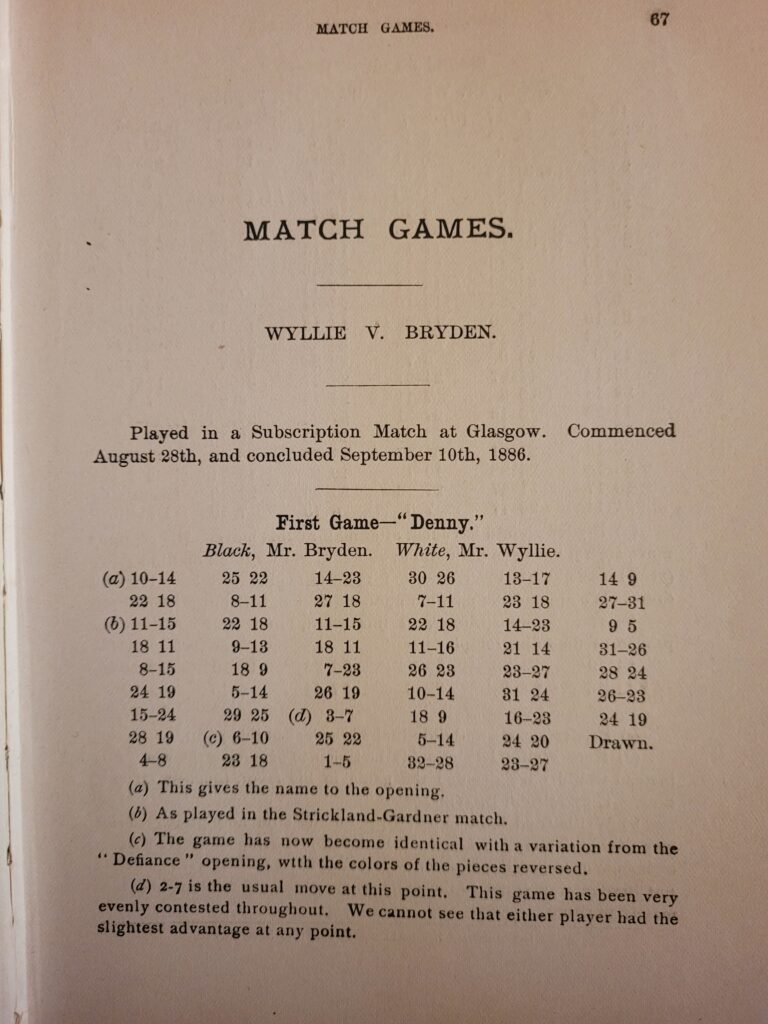 MATCH GAMES.
67
MATCH GAMES.
WYLLIE V. BRYDEN.
Played in a Subscription Match at Glasgow. Commenced
August 28th, and concluded September 10th, 1886.
First Game—"Denny."
Black, Mr. Bryden. White, Mr. Wyllie.
(a) 10–14 25 22 14–23 30 26 13–17 14 9
22 18 8–11 27 18 7–11 23 18 27–31
(b) 11–15 22 18 11–15 22 18 14–23 9 5
18 11 9–13 18 11 11–16 21 14 31–26
8–15 18 9 7–23 26 23 23–27 28 24
24 19 5–14 26 19 10–14 31 24 26–23
15–24 29 25 (d) 3–7 18 9 16–23 24 19
28 19 (c) 6–10 25 22 5–14 24 20 Drawn.
4–8 23 18 1–5 32–28 23–27
(a) This gives the name to the opening.
(b) As played in the Strickland-Gardner match.
(c) The game has now become identical with a variation from the
"Defiance" opening, wtth the colors of the pieces reversed.
(d) 2-7 is the usual move at this point. This game has been very
evenly contested throughout. We cannot see that either player had the
slightest advantage at any point.